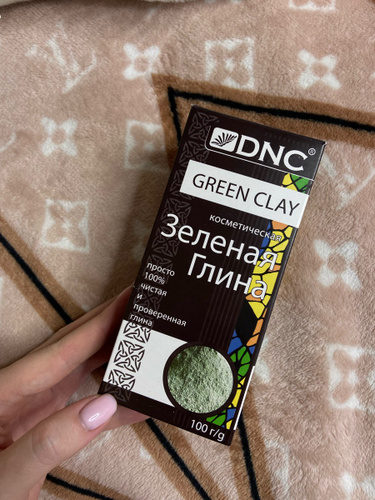 DNC®
GREEN CLAY
косметическая
Зеленая
Глина
просто
100%
чистая
и
проверенная
глина
100 г/g